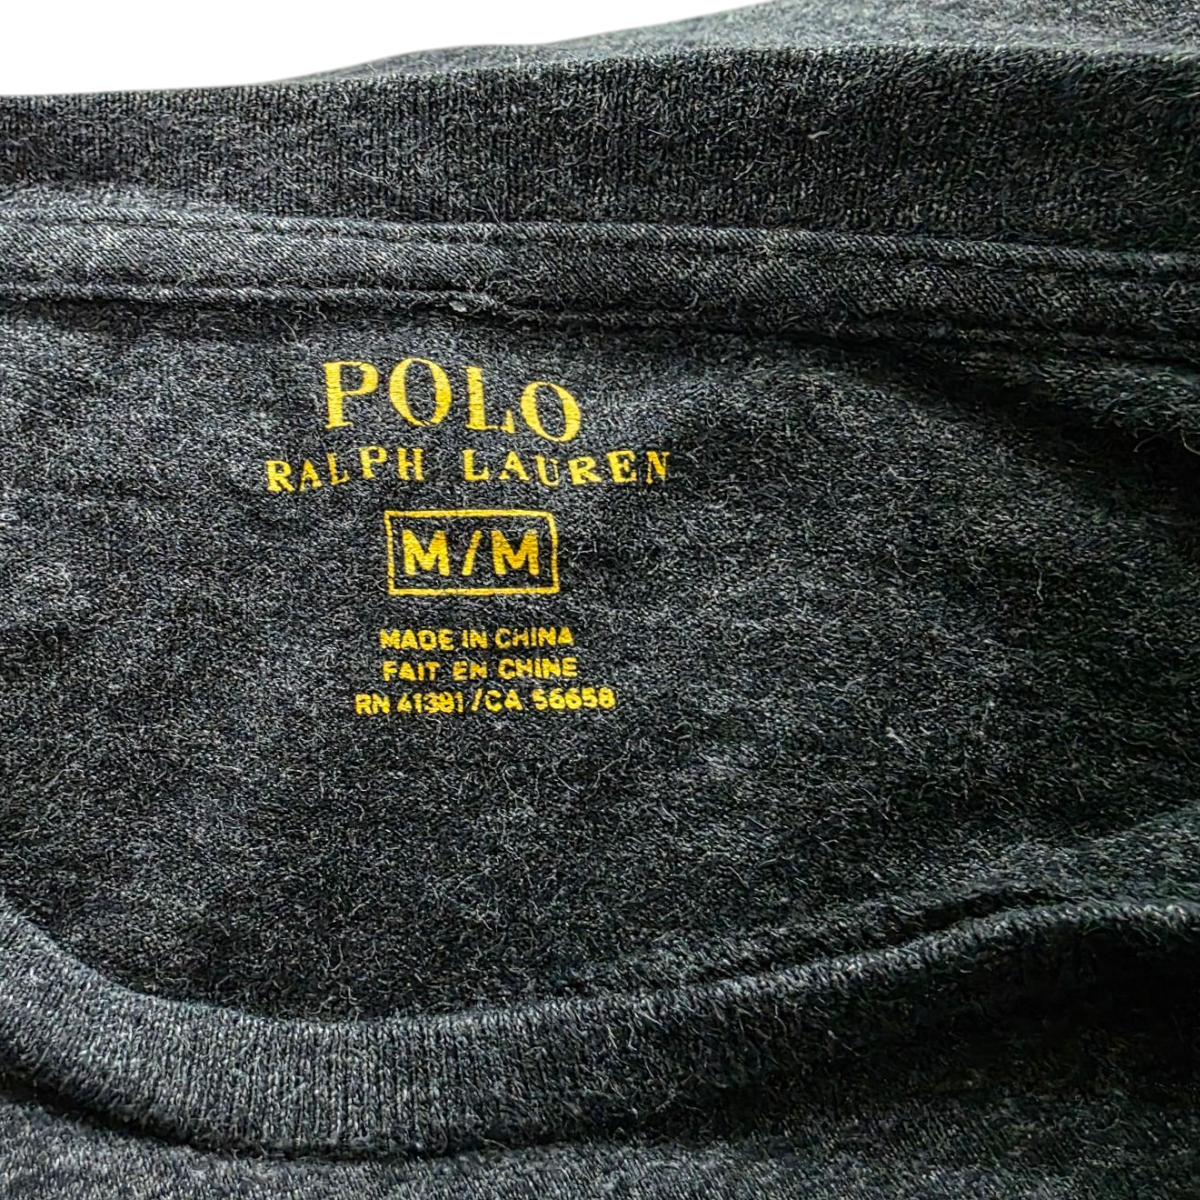 POLO
RALPH LAUREN
M/M
MADE IN CHINA
FAIT EN CHINE
RN 41381/CA 56658